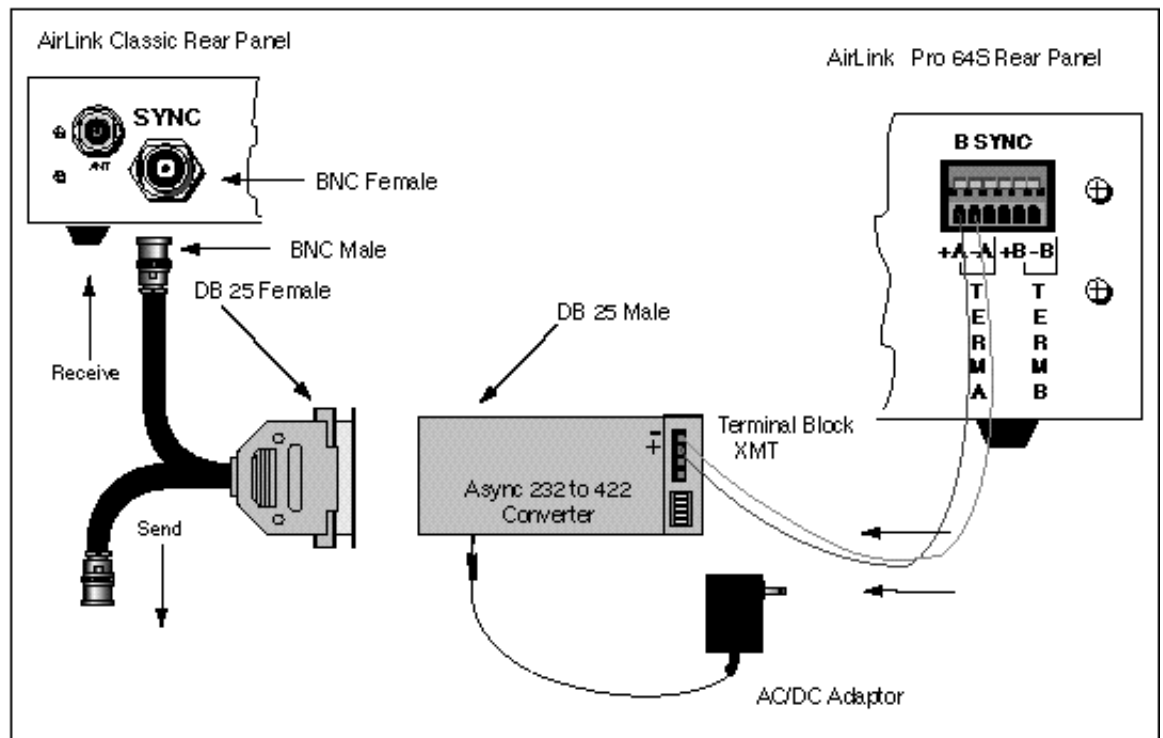 AirLink Classic Rear Panel
SYNC
ANT
BNC Female
BNC Male
DB 25 Female
Receive
Send
DB 25 Male
Async 232 to 422
Converter
- 
+
Terminal Block
XMT
AC/DC Adaptor
AirLink Pro 64S Rear Panel
B SYNC
+A -A +B -B
TERM A
TERM B